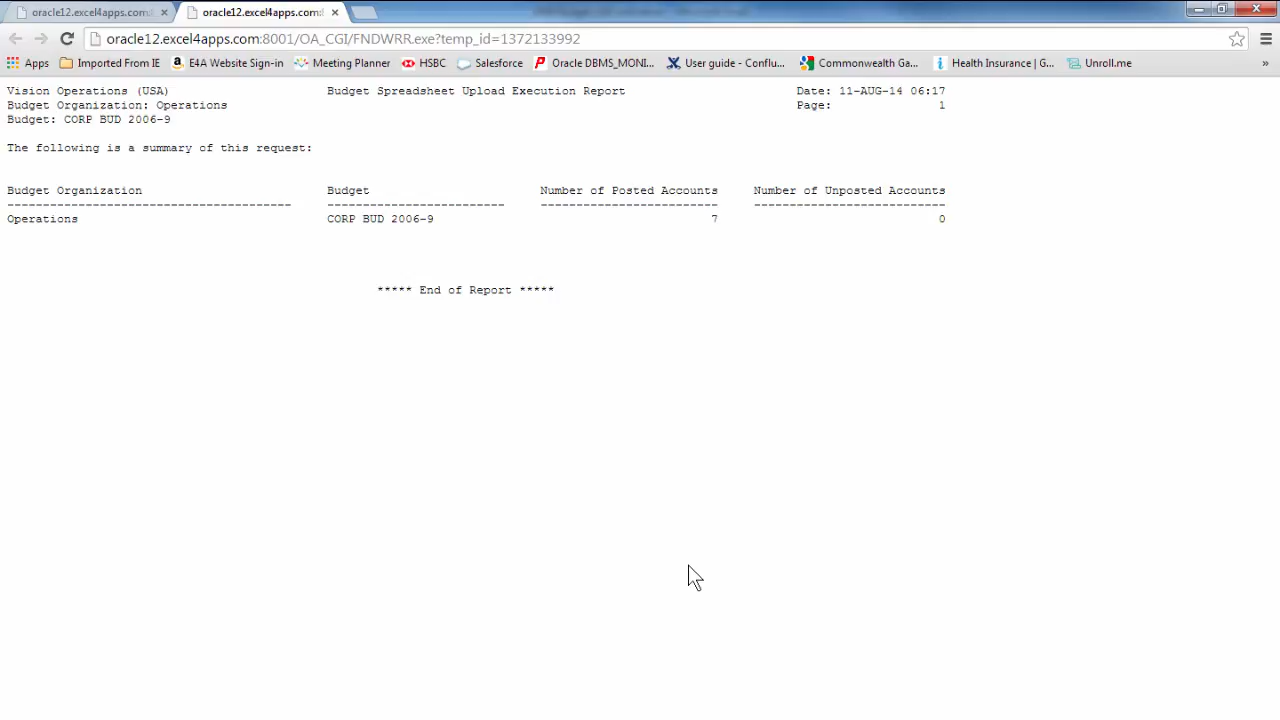 oracle12.excel4apps.com:
oracle12.excel4apps.com:
oracle12.excel4apps.com:8001/OA_CGI/FNDWRR.exe?temp_id=1372133992
Apps Imported From IE E4A Website Sign-in Meeting Planner HSBC Salesforce Oracle DBMS_MONI... User guide - Conflu... Commonwealth Ga... Health Insurance | G... Unroll.me »
Vision Operations (USA) Budget Spreadsheet Upload Execution Report Date: 11-AUG-14 06:17
Budget Organization: Operations Page: 1
Budget: CORP BUD 2006-9
The following is a summary of this request:
Budget Organization Budget Number of Posted Accounts Number of Unposted Accounts
---------------------------------------- ------------------------- ------------------------- ---------------------------
Operations CORP BUD 2006-9 7 0
***** End of Report *****